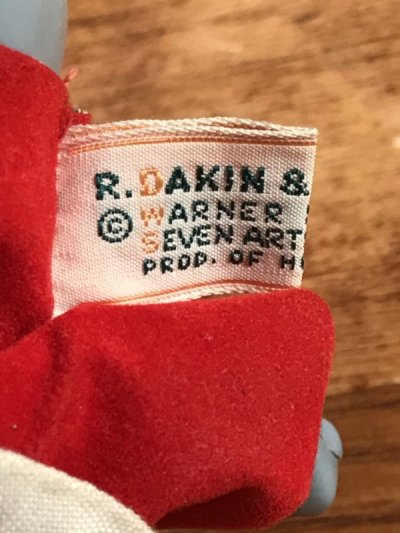 R. DAKIN &
© WARNER
SEVEN ART
PROD. OF H